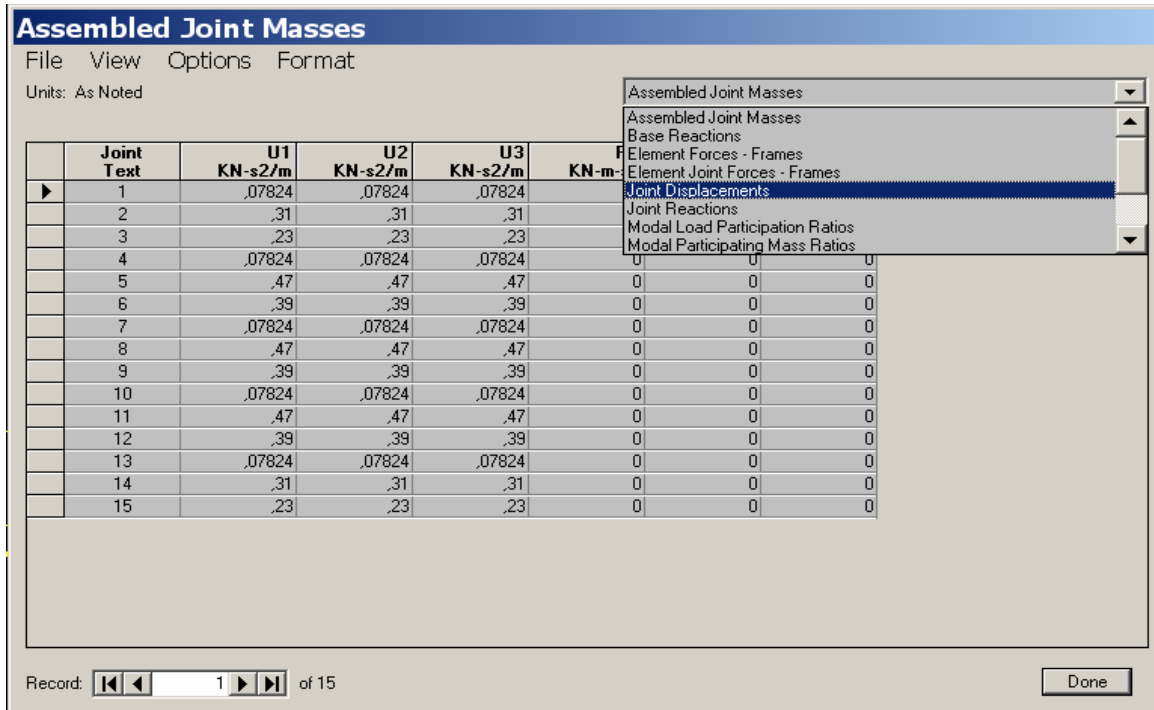 Assembled Joint Masses
File View Options Format
Units: As Noted
Assembled Joint Masses
Assembled Joint Masses
Base Reactions
Element Forces - Frames
Element Joint Forces - Frames
Joint Displacements
Joint Reactions
Modal Load Participation Ratios
Modal Participating Mass Ratios
Joint U1 U2 U3
Text KN-s2/m KN-s2/m KN-s2/m KN-m-
1 ,07824 ,07824 ,07824
2 ,31 ,31 ,31
3 ,23 ,23 ,23
4 ,07824 ,07824 ,07824 0 0 0
5 ,47 ,47 ,47 0 0 0
6 ,39 ,39 ,39 0 0 0
7 ,07824 ,07824 ,07824 0 0 0
8 ,47 ,47 ,47 0 0 0
9 ,39 ,39 ,39 0 0 0
10 ,07824 ,07824 ,07824 0 0 0
11 ,47 ,47 ,47 0 0 0
12 ,39 ,39 ,39 0 0 0
13 ,07824 ,07824 ,07824 0 0 0
14 ,31 ,31 ,31 0 0 0
15 ,23 ,23 ,23 0 0 0
Record: 1 of 15
Done